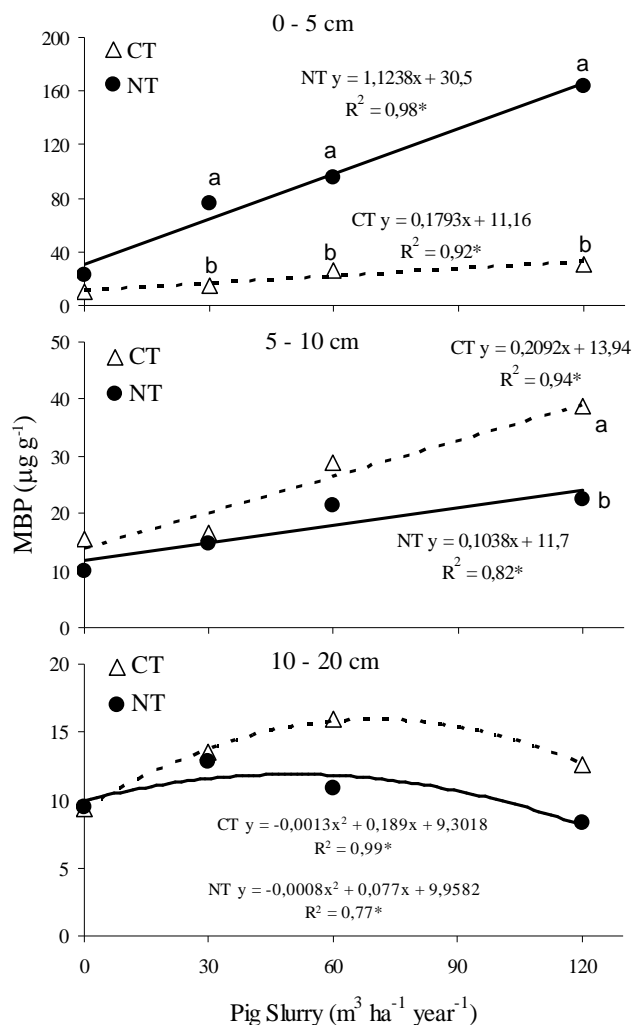 0 - 5 cm
200
160
120
80
40
0
CT
NT
NT y = 1,1238x + 30,5
R² = 0,98*
a
a
a
CT y = 0,1793x + 11,16
R² = 0,92*
b
b
b
MBP (µg g⁻¹)
5 - 10 cm
50
40
30
20
10
0
CT
NT
CT y = 0,2092x + 13,94
R² = 0,94*
a
b
NT y = 0,1038x + 11,7
R² = 0,82*
10 - 20 cm
20
15
10
5
0
CT
NT
CT y = -0,0013x² + 0,189x + 9,3018
R² = 0,99*
NT y = -0,0008x² + 0,077x + 9,9582
R² = 0,77*
0 30 60 90 120
Pig Slurry (m³ ha⁻¹ year⁻¹)